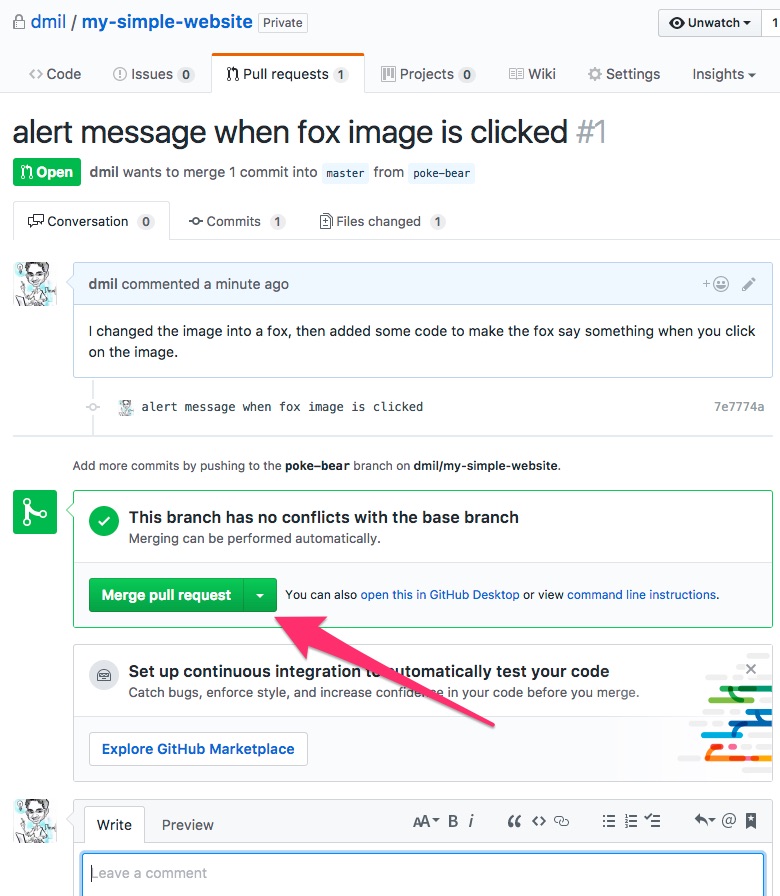 dmil / my-simple-website Private
Unwatch 1
Code
Issues 0
Pull requests 1
Projects 0
Wiki
Settings
Insights
alert message when fox image is clicked #1
Open dmil wants to merge 1 commit into master from poke-bear
Conversation 0
Commits 1
Files changed 1
dmil commented a minute ago
I changed the image into a fox, then added some code to make the fox say something when you click
on the image.
alert message when fox image is clicked 7e7774a
Add more commits by pushing to the poke-bear branch on dmil/my-simple-website.
This branch has no conflicts with the base branch
Merging can be performed automatically.
Merge pull request
You can also open this in GitHub Desktop or view command line instructions.
Set up continuous integration to automatically test your code
Catch bugs, enforce style, and increase confidence in your code before you merge.
Explore GitHub Marketplace
Write
Preview
AA B i
Leave a comment